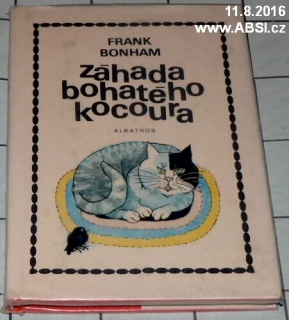 11.8.2016
www.ABSI.cz
FRANK
BONHAM
záhada
bohatého
kocoura
ALBATROS